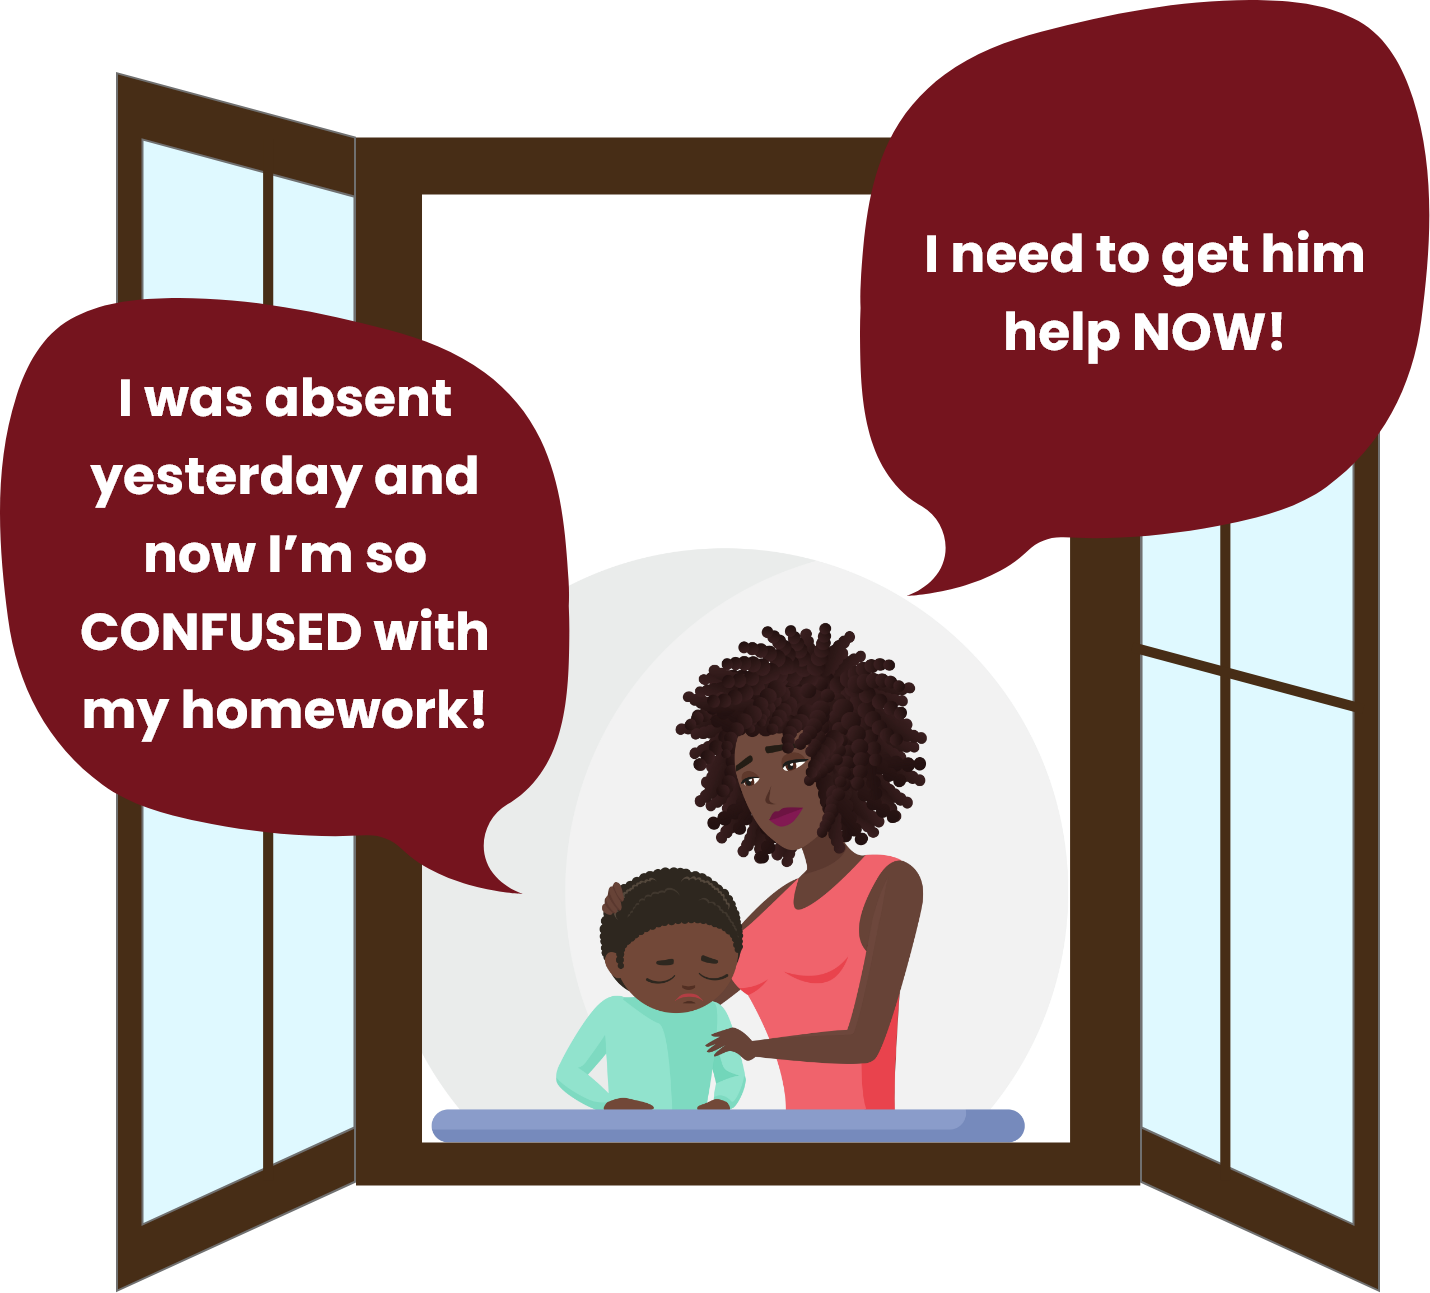 I was absent
yesterday and
now I’m so
CONFUSED with
my homework!
I need to get him
help NOW!